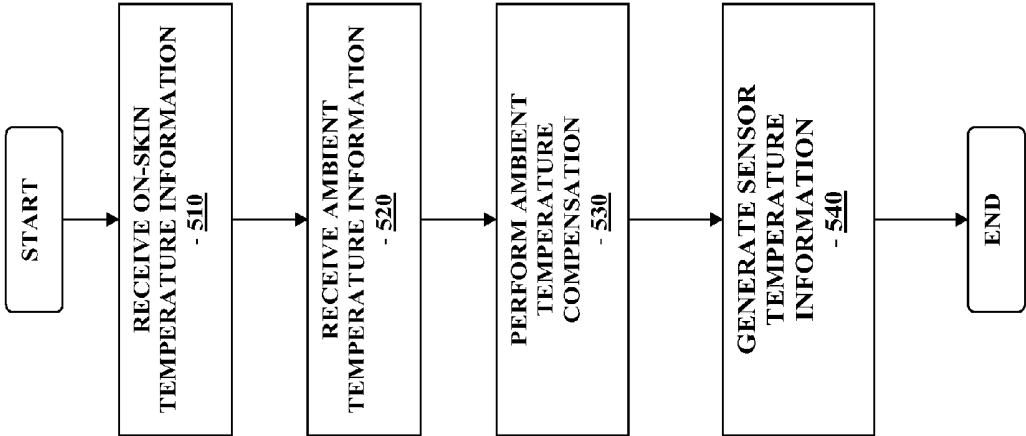 START
RECEIVE ON-SKIN
TEMPERATURE INFORMATION
- 510
RECEIVE AMBIENT
TEMPERATURE INFORMATION
- 520
PERFORM AMBIENT
TEMPERATURE
COMPENSATION
- 530
GENERATE SENSOR
TEMPERATURE
INFORMATION
- 540
END